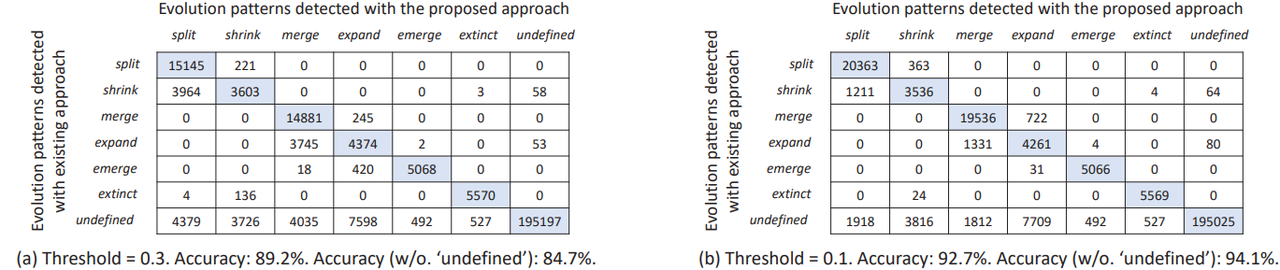 Evolution patterns detected with the proposed approach
split shrink merge expand emerge extinct undefined
Evolution patterns detected
with existing approach
split 15145 221 0 0 0 0 0
shrink 3964 3603 0 0 0 3 58
merge 0 0 14881 245 0 0 0
expand 0 0 3745 4374 2 0 53
emerge 0 0 18 420 5068 0 0
extinct 4 136 0 0 0 5570 0
undefined 4379 3726 4035 7598 492 527 195197
(a) Threshold = 0.3. Accuracy: 89.2%. Accuracy (w/o. ‘undefined’): 84.7%.
Evolution patterns detected with the proposed approach
split shrink merge expand emerge extinct undefined
Evolution patterns detected
with existing approach
split 20363 363 0 0 0 0 0
shrink 1211 3536 0 0 0 4 64
merge 0 0 19536 722 0 0 0
expand 0 0 1331 4261 4 0 80
emerge 0 0 0 31 5066 0 0
extinct 0 24 0 0 0 5569 0
undefined 1918 3816 1812 7709 492 527 195025
(b) Threshold = 0.1. Accuracy: 92.7%. Accuracy (w/o. ‘undefined’): 94.1%.